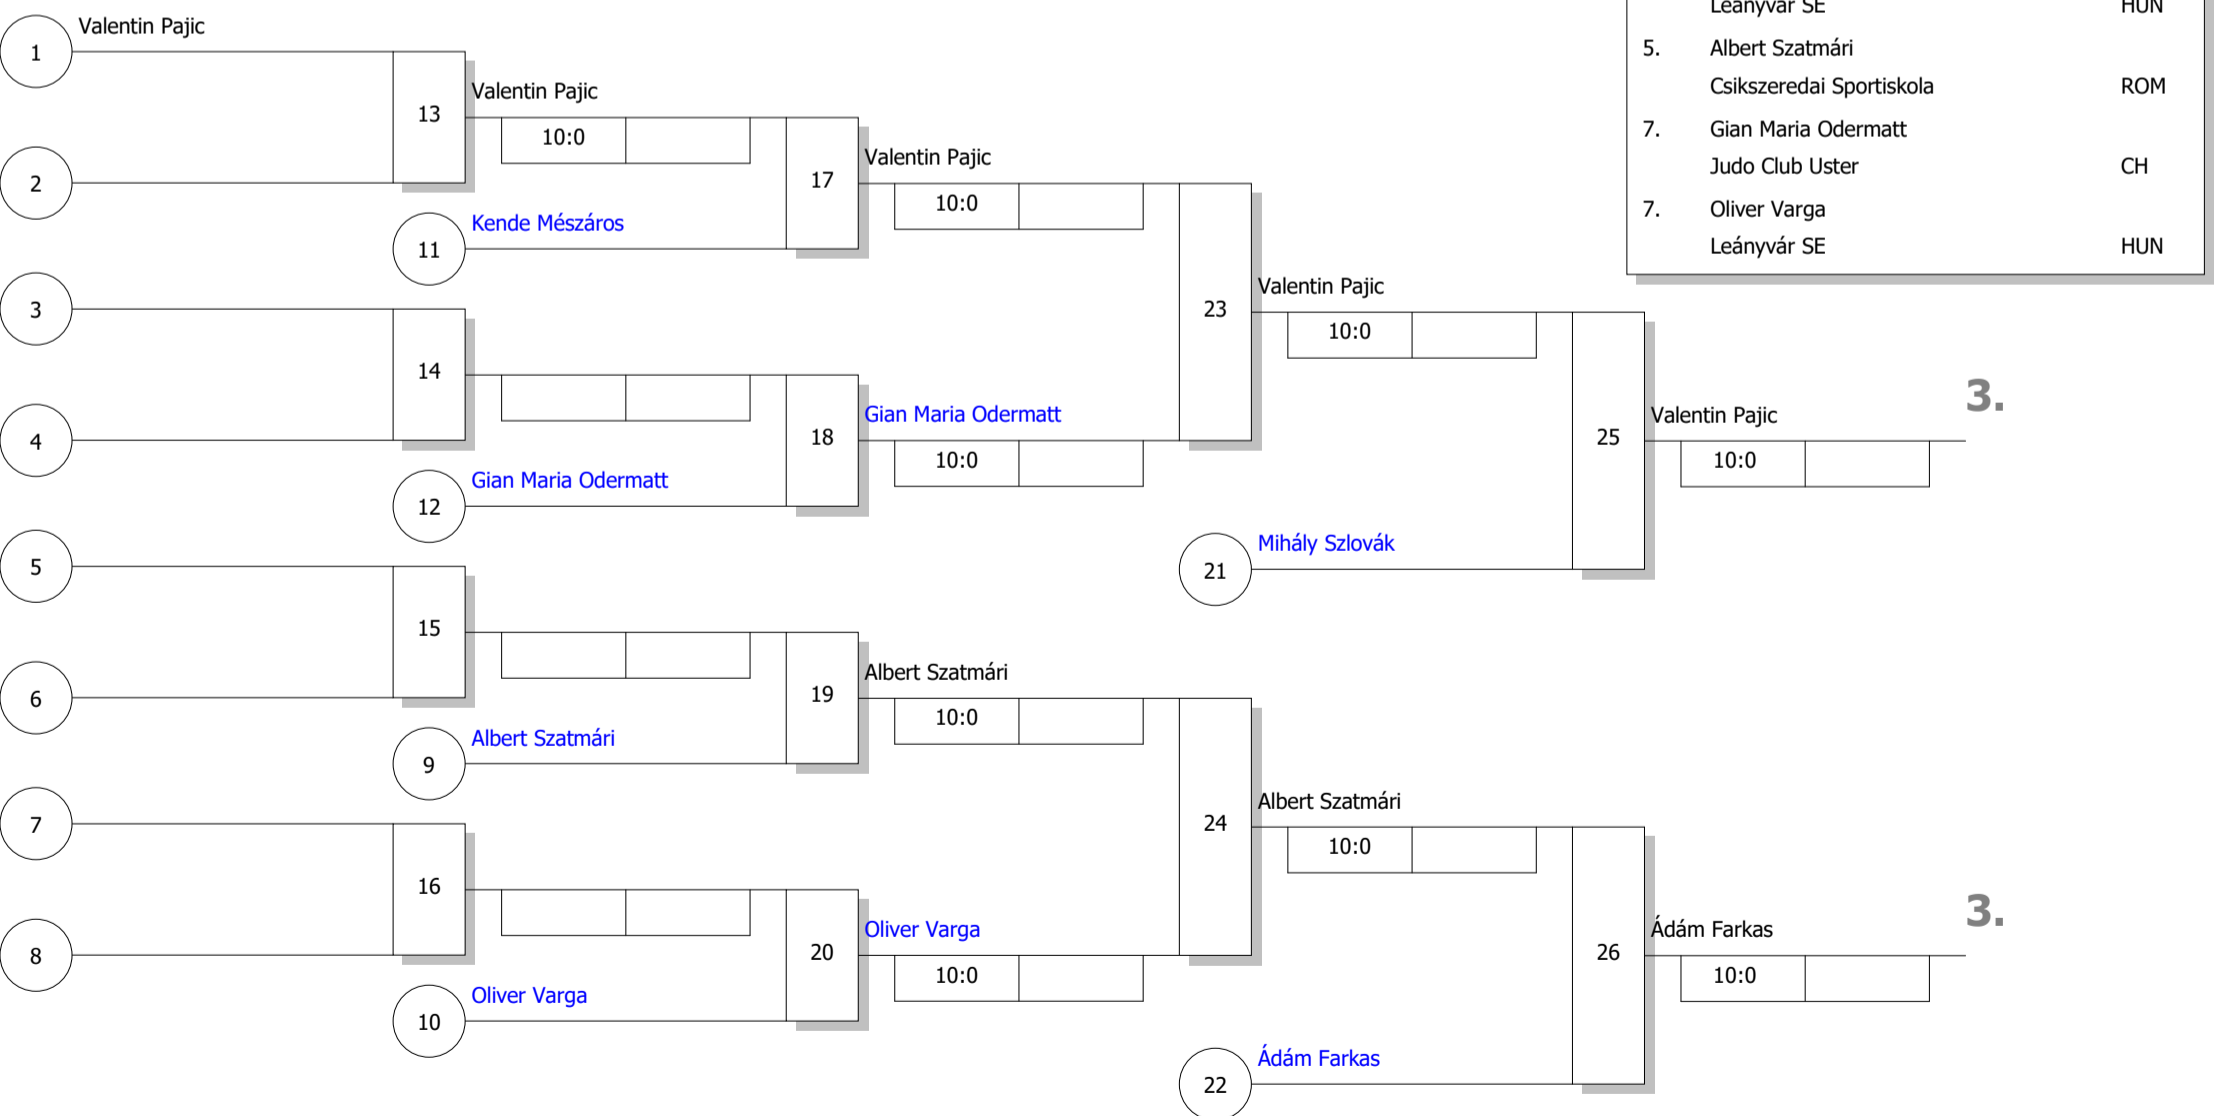 Leányvár SE HUN
5. Albert Szatmári
Csikszeredai Sportiskola ROM
7. Gian Maria Odermatt
Judo Club Uster CH
7. Oliver Varga
Leányvár SE HUN
1 Valentin Pajic
13
Valentin Pajic
10:0
2
17
Valentin Pajic
10:0
11 Kende Mészáros
3
14
4
18
Gian Maria Odermatt
10:0
12 Gian Maria Odermatt
23
Valentin Pajic
10:0
25
Valentin Pajic
10:0
3.
21 Mihály Szlovák
5
15
6
19
Albert Szatmári
10:0
9 Albert Szatmári
7
16
8
20
Oliver Varga
10:0
10 Oliver Varga
24
Albert Szatmári
10:0
26
Ádám Farkas
10:0
3.
22 Ádám Farkas